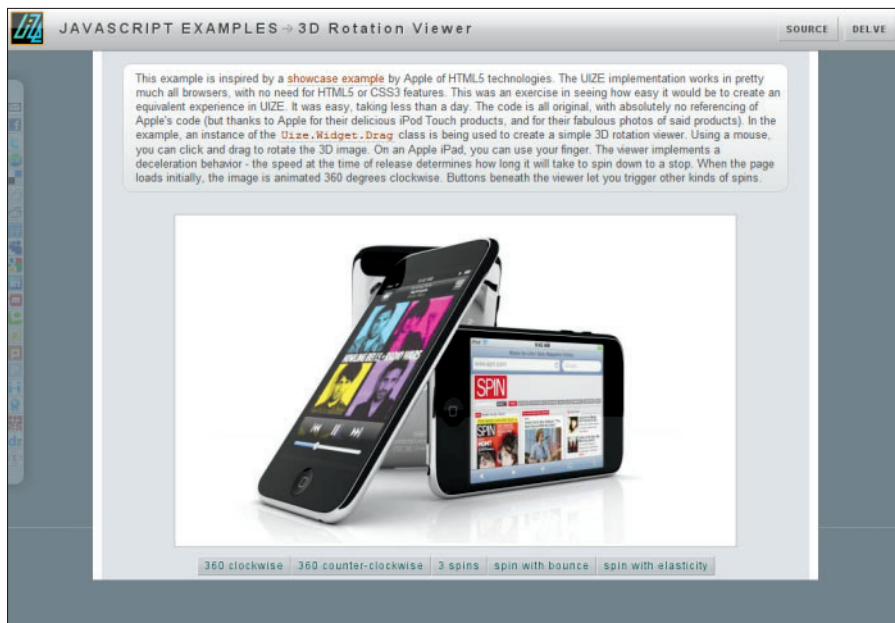 JAVASCRIPT EXAMPLES → 3D Rotation Viewer
SOURCE
DELVE
This example is inspired by a showcase example by Apple of HTML5 technologies. The UIZE implementation works in pretty
much all browsers, with no need for HTML5 or CSS3 features. This was an exercise in seeing how easy it would be to create an
equivalent experience in UIZE. It was easy, taking less than a day. The code is all original, with absolutely no referencing of
Apple's code (but thanks to Apple for their delicious iPod Touch products, and for their fabulous photos of said products). In the
example, an instance of the Uize.Widget.Drag class is being used to create a simple 3D rotation viewer. Using a mouse,
you can click and drag to rotate the 3D image. On an Apple iPad, you can use your finger. The viewer implements a
deceleration behavior - the speed at the time of release determines how long it will take to spin down to a stop. When the page
loads initially, the image is animated 360 degrees clockwise. Buttons beneath the viewer let you trigger other kinds of spins.
HOWLING BELLS • RADIO WARS
iPod
9:42 AM
SPIN
SPIN
360 clockwise
360 counter-clockwise
3 spins
spin with bounce
spin with elasticity